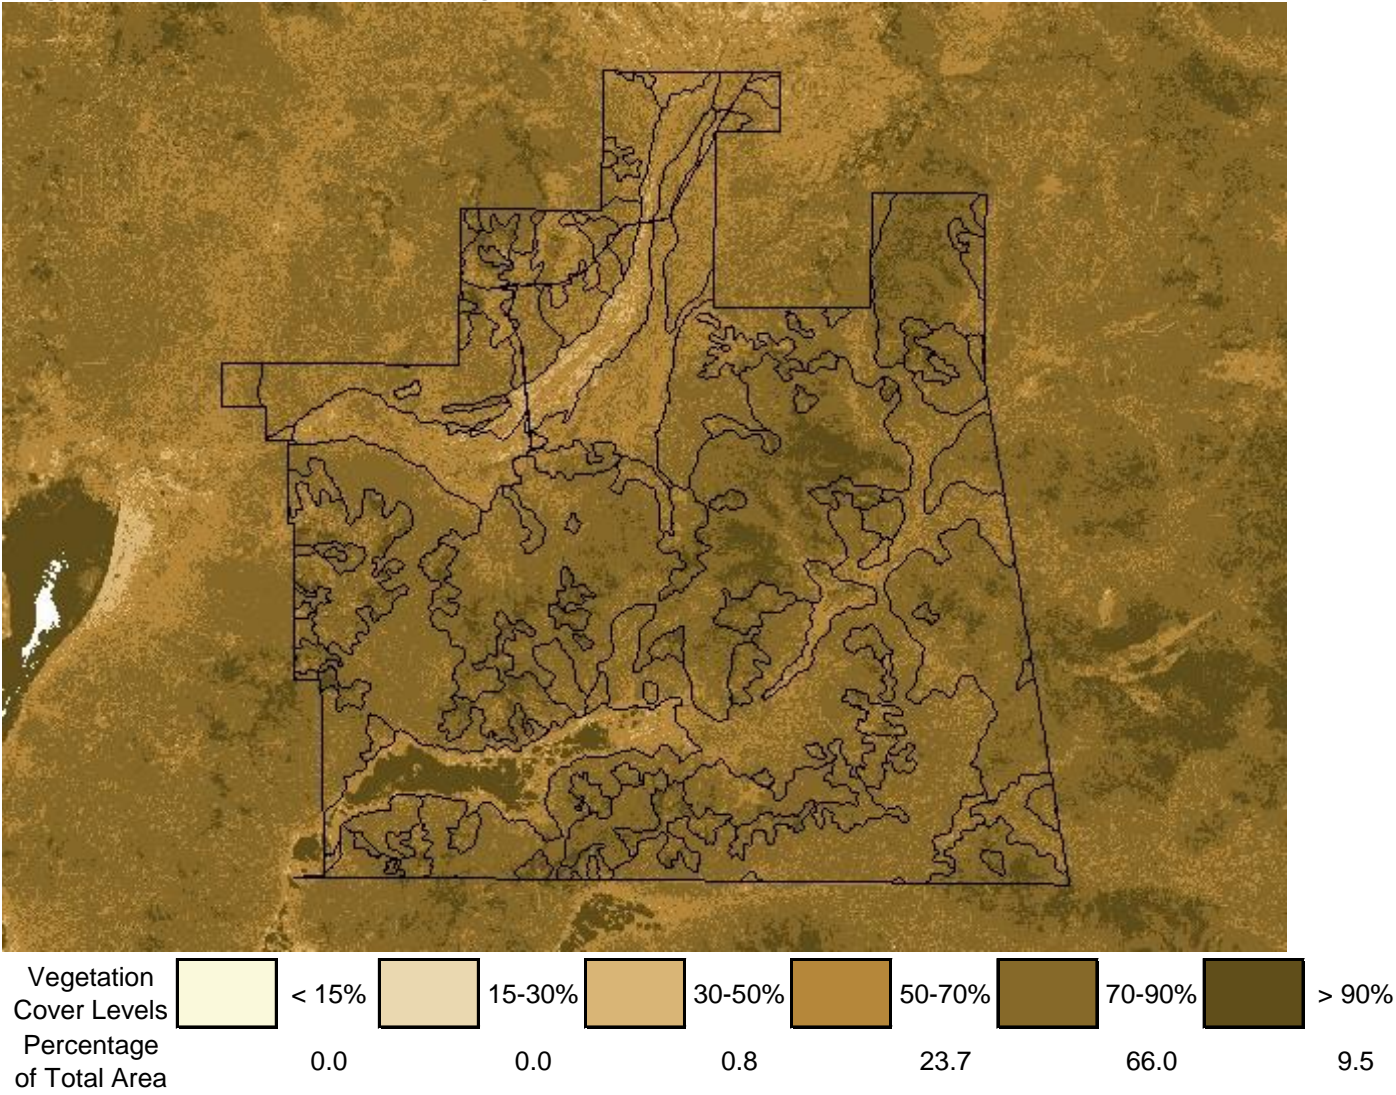 Vegetation
Cover Levels
< 15% 15-30% 30-50% 50-70% 70-90% > 90%
Percentage
of Total Area
0.0 0.0 0.8 23.7 66.0 9.5